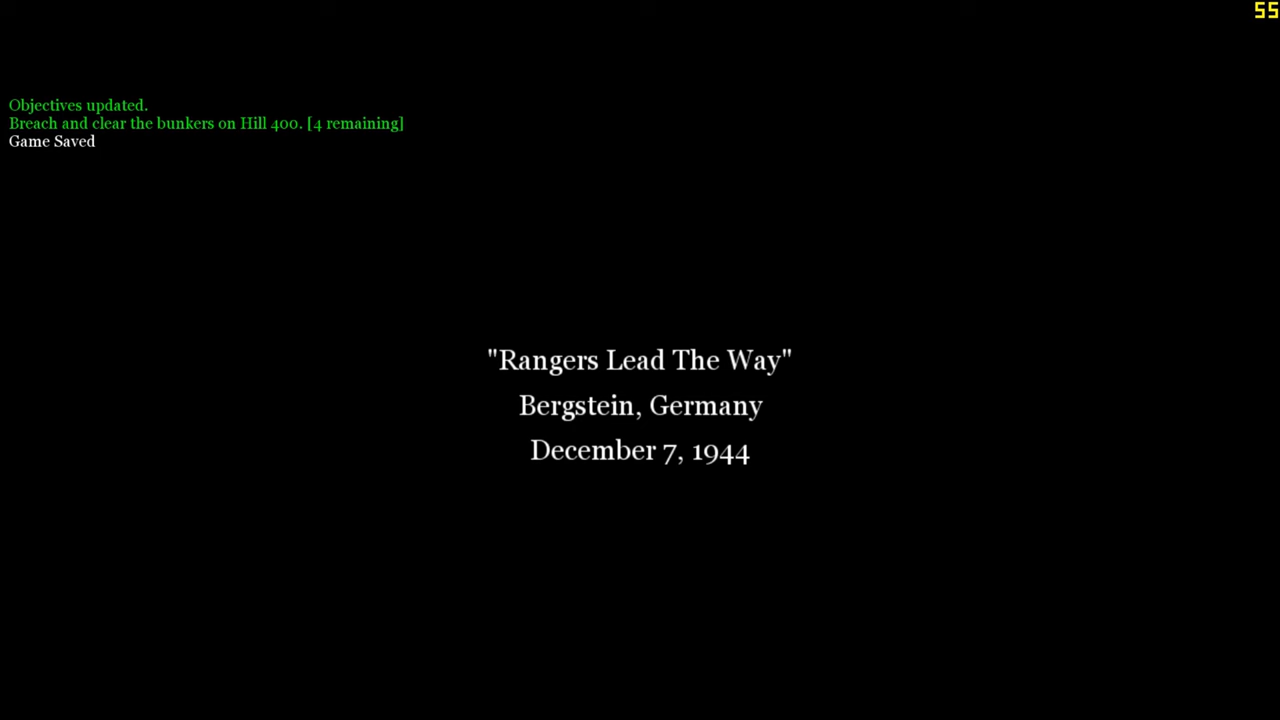 55
Objectives updated.
Breach and clear the bunkers on Hill 400. [4 remaining]
Game Saved
"Rangers Lead The Way"
Bergstein, Germany
December 7, 1944